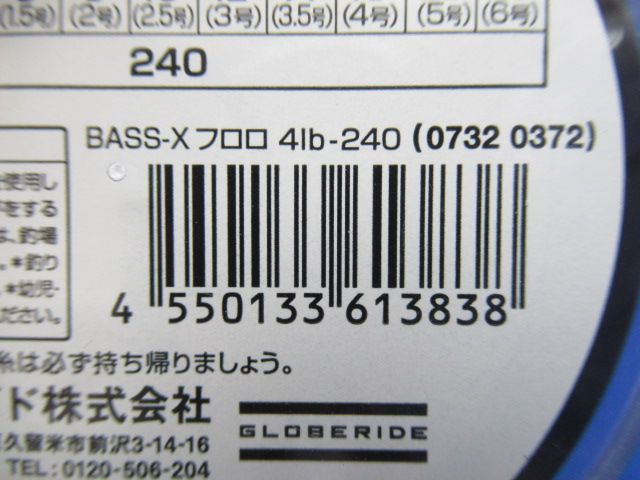 (1.5号) (2号) (2.5号) (3号) (3.5号) (4号) (5号) (6号)
240
BASS-X フロロ 4lb-240 (0732 0372)
使用し
をする
は、釣場
。*釣り
。*幼児・
ださい。
4 550133 613838
糸は必ず持ち帰りましょう。
ド株式会社
久留米市前沢3-14-16
TEL:0120-506-204
GLOBERIDE